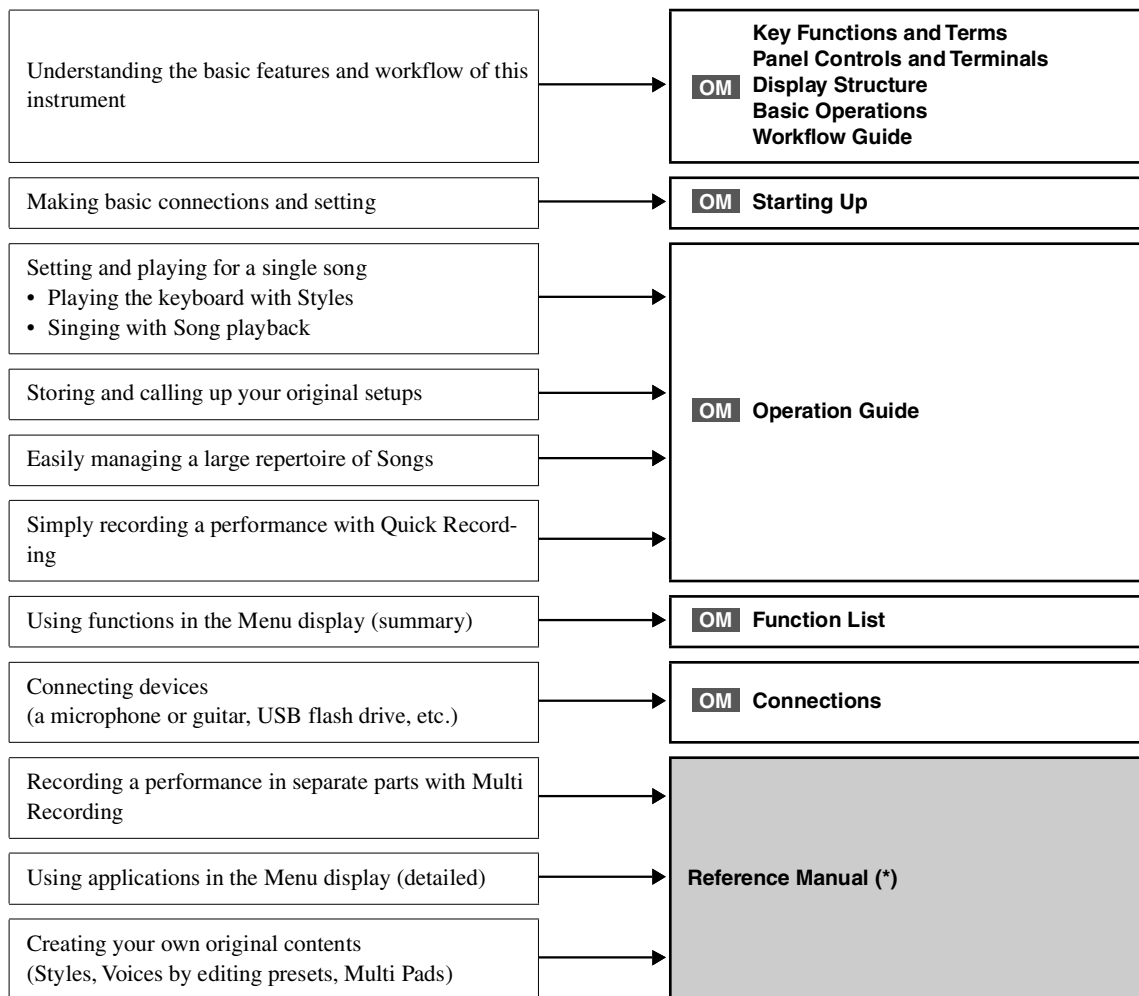 Understanding the basic features and workflow of this
instrument
OM
Key Functions and Terms
Panel Controls and Terminals
Display Structure
Basic Operations
Workflow Guide
Making basic connections and setting
OM Starting Up
Setting and playing for a single song
• Playing the keyboard with Styles
• Singing with Song playback
Storing and calling up your original setups
Easily managing a large repertoire of Songs
Simply recording a performance with Quick Record-
ing
OM Operation Guide
Using functions in the Menu display (summary)
OM Function List
Connecting devices
(a microphone or guitar, USB flash drive, etc.)
OM Connections
Recording a performance in separate parts with Multi
Recording
Using applications in the Menu display (detailed)
Creating your own original contents
(Styles, Voices by editing presets, Multi Pads)
Reference Manual (*)